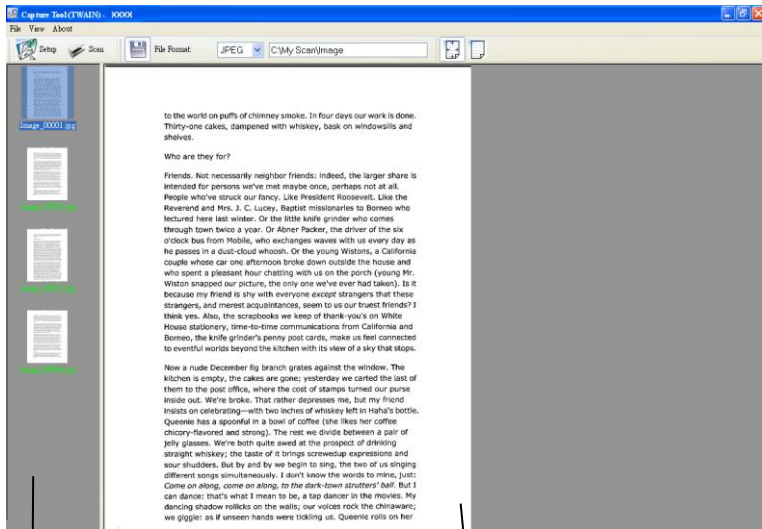 Capture Tool(TWAIN) - XXXX
File View About
Setup Scan File Format: JPEG C:\My Scan\Image
Image_00001.jpg
to the world on puffs of chimney smoke. In four days our work is done.
Thirty-one cakes, dampened with whiskey, bask on windowsills and
shelves.
Who are they for?
Friends. Not necessarily neighbor friends: indeed, the larger share is
intended for persons we've met maybe once, perhaps not at all.
People who've struck our fancy. Like President Roosevelt. Like the
Reverend and Mrs. J. C. Lucey, Baptist missionaries to Borneo who
lectured here last winter. Or the little knife grinder who comes
through town twice a year. Or Abner Packer, the driver of the six
o'clock bus from Mobile, who exchanges waves with us every day as
he passes in a dust-cloud whoosh. Or the young Wistons, a California
couple whose car one afternoon broke down outside the house and
who spent a pleasant hour chatting with us on the porch (young Mr.
Wiston snapped our picture, the only one we've ever had taken). Is it
because my friend is shy with everyone except strangers that these
strangers, and merest acquaintances, seem to us our truest friends? I
think yes. Also, the scrapbooks we keep of thank-you's on White
House stationery, time-to-time communications from California and
Borneo, the knife grinder's penny post cards, make us feel connected
to eventful worlds beyond the kitchen with its view of a sky that stops.
Now a nude December fig branch grates against the window. The
kitchen is empty, the cakes are gone; yesterday we carted the last of
them to the post office, where the cost of stamps turned our purse
inside out. We're broke. That rather depresses me, but my friend
insists on celebrating—with two inches of whiskey left in Haha's bottle.
Queenie has a spoonful in a bowl of coffee (she likes her coffee
chicory-flavored and strong). The rest we divide between a pair of
jelly glasses. We're both quite awed at the prospect of drinking
straight whiskey; the taste of it brings screwedup expressions and
sour shudders. But by and by we begin to sing, the two of us singing
different songs simultaneously. I don't know the words to mine, just:
Come on along, come on along, to the dark-town strutters' ball. But I
can dance: that's what I mean to be, a tap dancer in the movies. My
dancing shadow rollicks on the walls; our voices rock the chinaware;
we giggle: as if unseen hands were tickling us. Queenie rolls on her